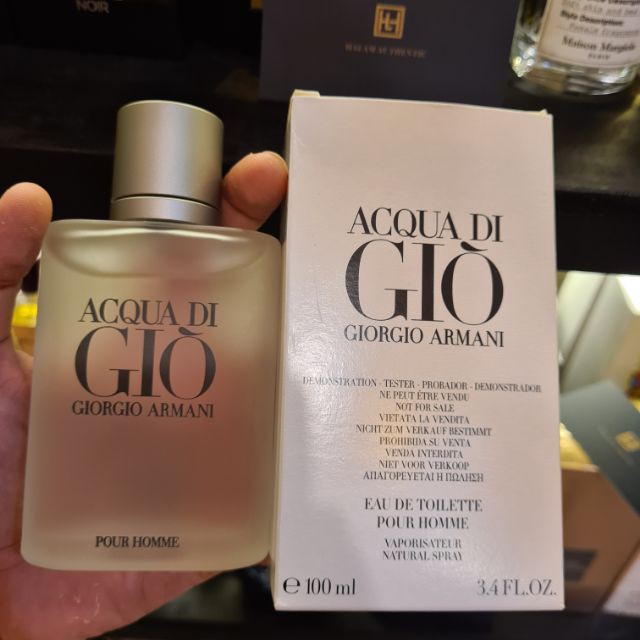 NOIR
Maison Margiela
PARIS
ACQUA DI
GIÒ
GIORGIO ARMANI
POUR HOMME
ACQUA DI
GIÒ
GIORGIO ARMANI
DEMONSTRATION - TESTER - PROBADOR - DEMONSTRADOR
NE PEUT ÊTRE VENDU
NOT FOR SALE
VIETATA LA VENDITA
NICHT ZUM VERKAUF BESTIMMT
PROHIBIDA SU VENTA
VENDA INTERDITA
NIET VOOR VERKOOP
ΑΠΑΓΟΡΕΥΕΤΑΙ Η ΠΩΛΗΣΗ
EAU DE TOILETTE
POUR HOMME
VAPORISATEUR
NATURAL SPRAY
℮ 100 ml 3.4 FL.OZ.